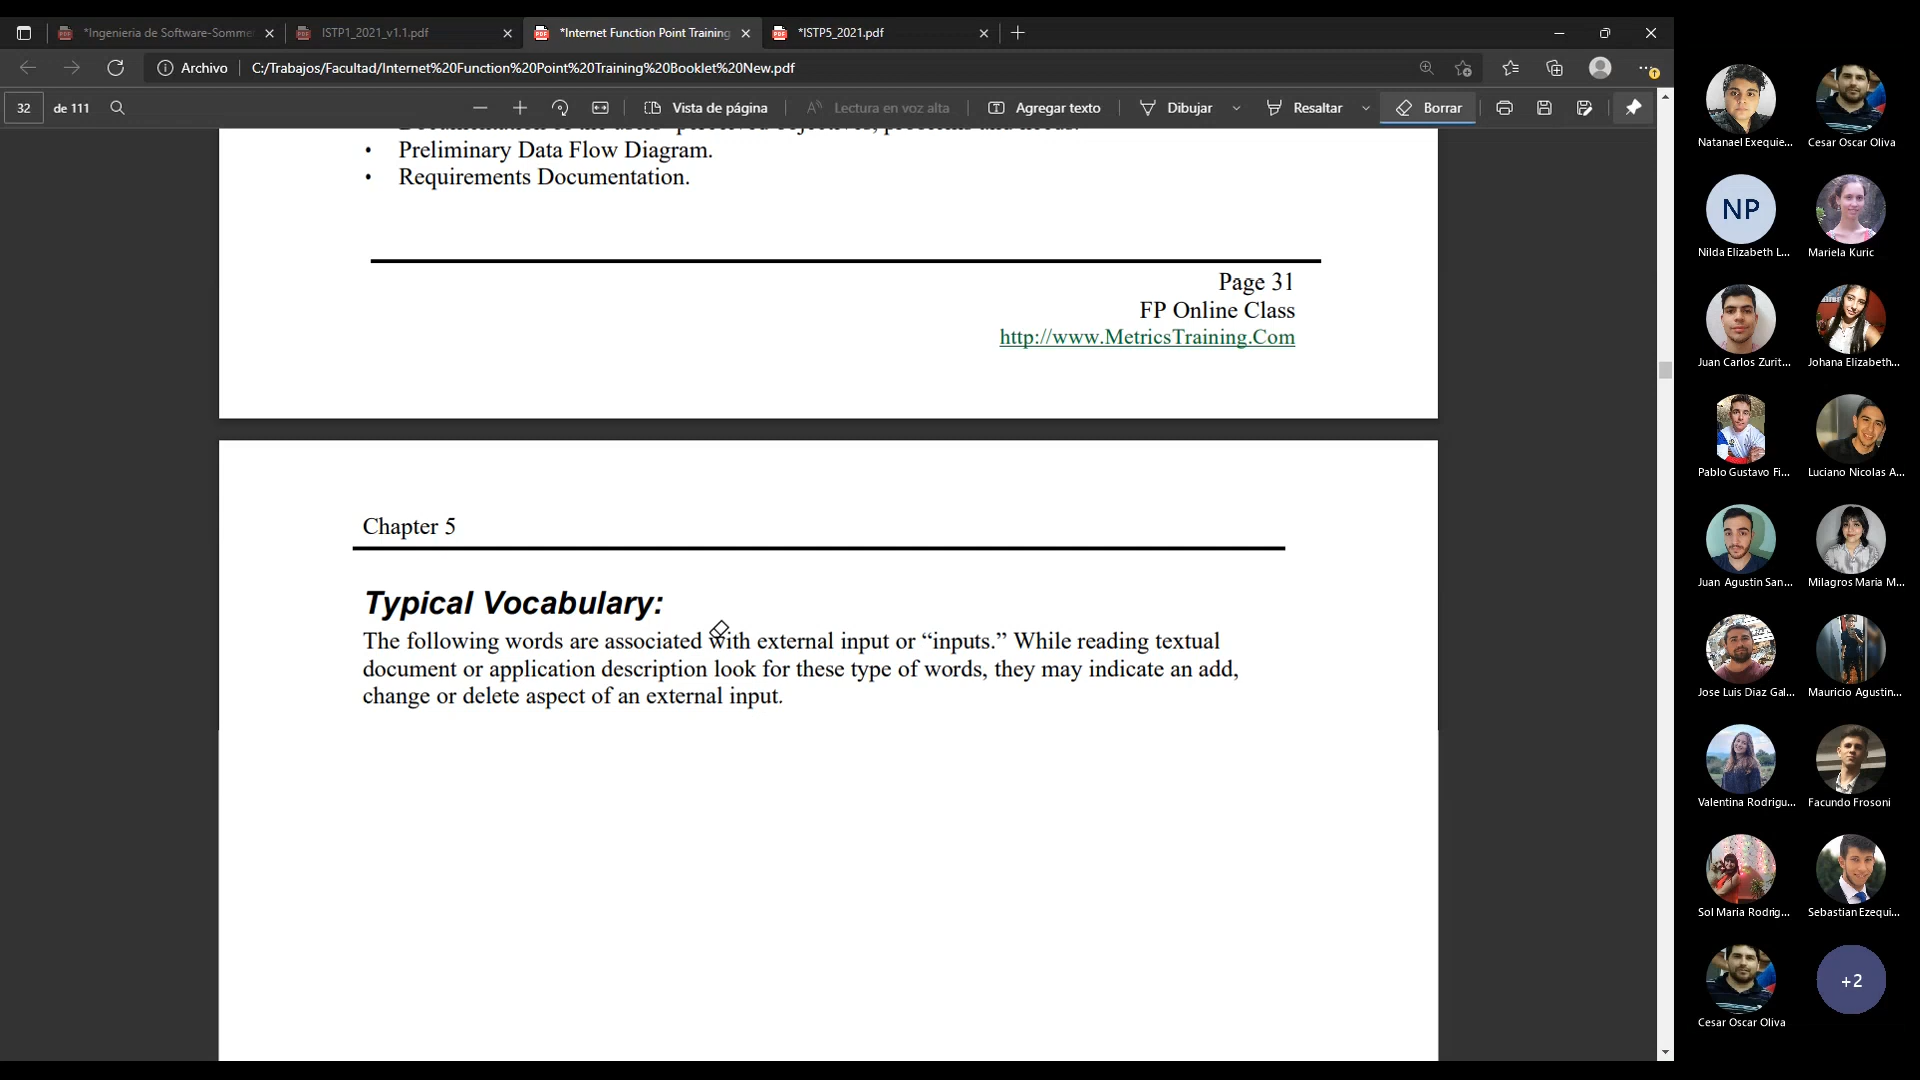 *Ingenieria de Software-Somme
ISTP1_2021_v1.1.pdf
*Internet Function Point Training
*ISTP5_2021.pdf
Archivo
C:/Trabajos/Facultad/Internet%20Function%20Point%20Training%20Booklet%20New.pdf
32
de 111
Vista de página
Lectura en voz alta
Agregar texto
Dibujar
Resaltar
Borrar
• Preliminary Data Flow Diagram.
• Requirements Documentation.
Page 31
FP Online Class
http://www.MetricsTraining.Com
Chapter 5
Typical Vocabulary:
The following words are associated with external input or “inputs.” While reading textual
document or application description look for these type of words, they may indicate an add,
change or delete aspect of an external input.
Natanael Exequie...
Cesar Oscar Oliva
NP
Nilda Elizabeth L...
Mariela Kuric
Juan Carlos Zurit...
Johana Elizabeth...
Pablo Gustavo Fi...
Luciano Nicolas A...
Juan Agustin San...
Milagros Maria M...
Jose Luis Diaz Gal...
Mauricio Agustin...
Valentina Rodrigu...
Facundo Frosoni
Sol Maria Rodrig...
Sebastian Ezequi...
Cesar Oscar Oliva
+2